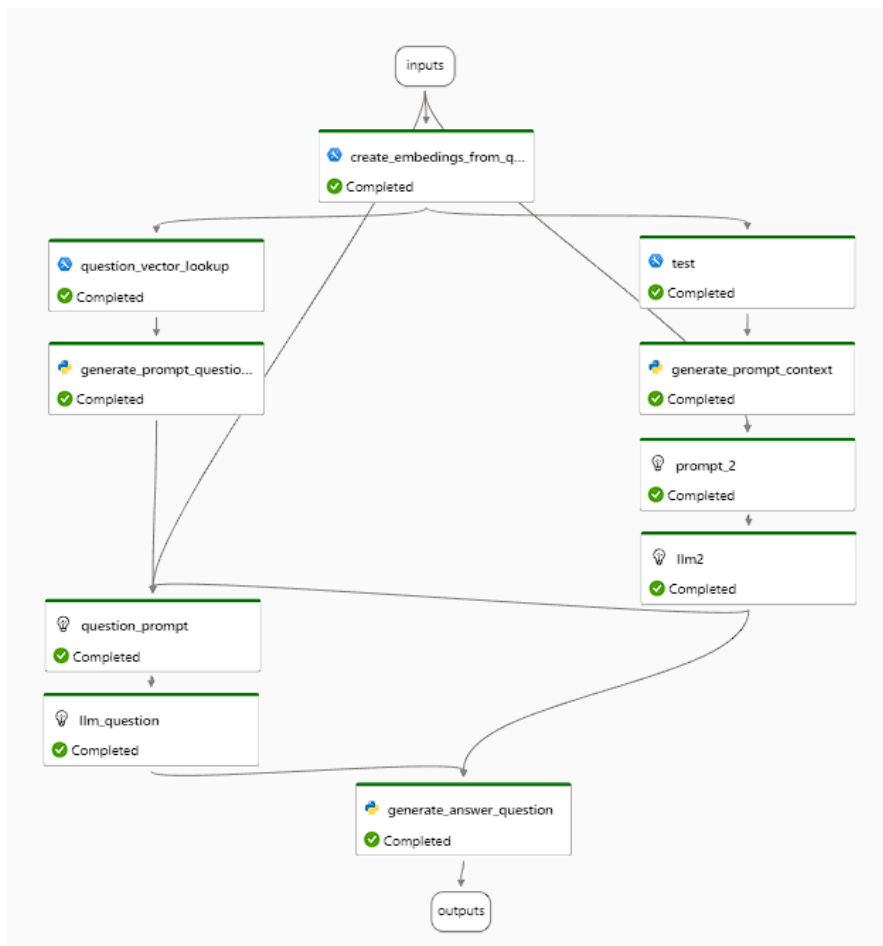 inputs
create_embedings_from_q...
Completed
question_vector_lookup
Completed
test
Completed
generate_prompt_questio...
Completed
generate_prompt_context
Completed
prompt_2
Completed
llm2
Completed
question_prompt
Completed
llm_question
Completed
generate_answer_question
Completed
outputs